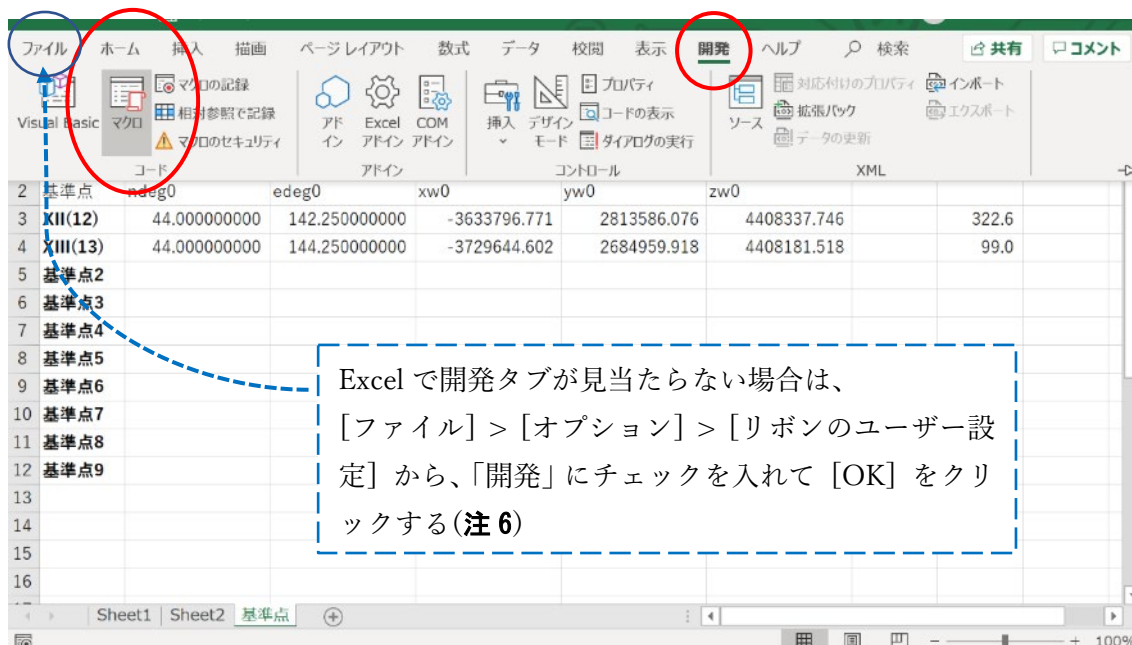 ファイル ホーム 挿入 描画 ページ レイアウト 数式 データ 校閲 表示 開発 ヘルプ 検索 共有 コメント
Visual Basic
マクロ
マクロの記録
相対参照で記録
マクロのセキュリティ
コード
アド
イン
Excel
アドイン
COM
アドイン
アドイン
挿入
デザイン
モード
プロパティ
コードの表示
ダイアログの実行
コントロール
ソース
対応付けのプロパティ
拡張パック
データの更新
インポート
エクスポート
XML
2 基準点 ndeg0 edeg0 xw0 yw0 zw0
3 XII(12) 44.000000000 142.250000000 -3633796.771 2813586.076 4408337.746 322.6
4 XIII(13) 44.000000000 144.250000000 -3729644.602 2684959.918 4408181.518 99.0
5 基準点2
6 基準点3
7 基準点4
8 基準点5
9 基準点6
10 基準点7
11 基準点8
12 基準点9
13
14
15
16
Excel で開発タブが見当たらない場合は、
[ファイル] > [オプション] > [リボンのユーザー設
定] から、「開発」にチェックを入れて [OK] をクリ
ックする(注 6)
Sheet1 Sheet2 基準点
100%